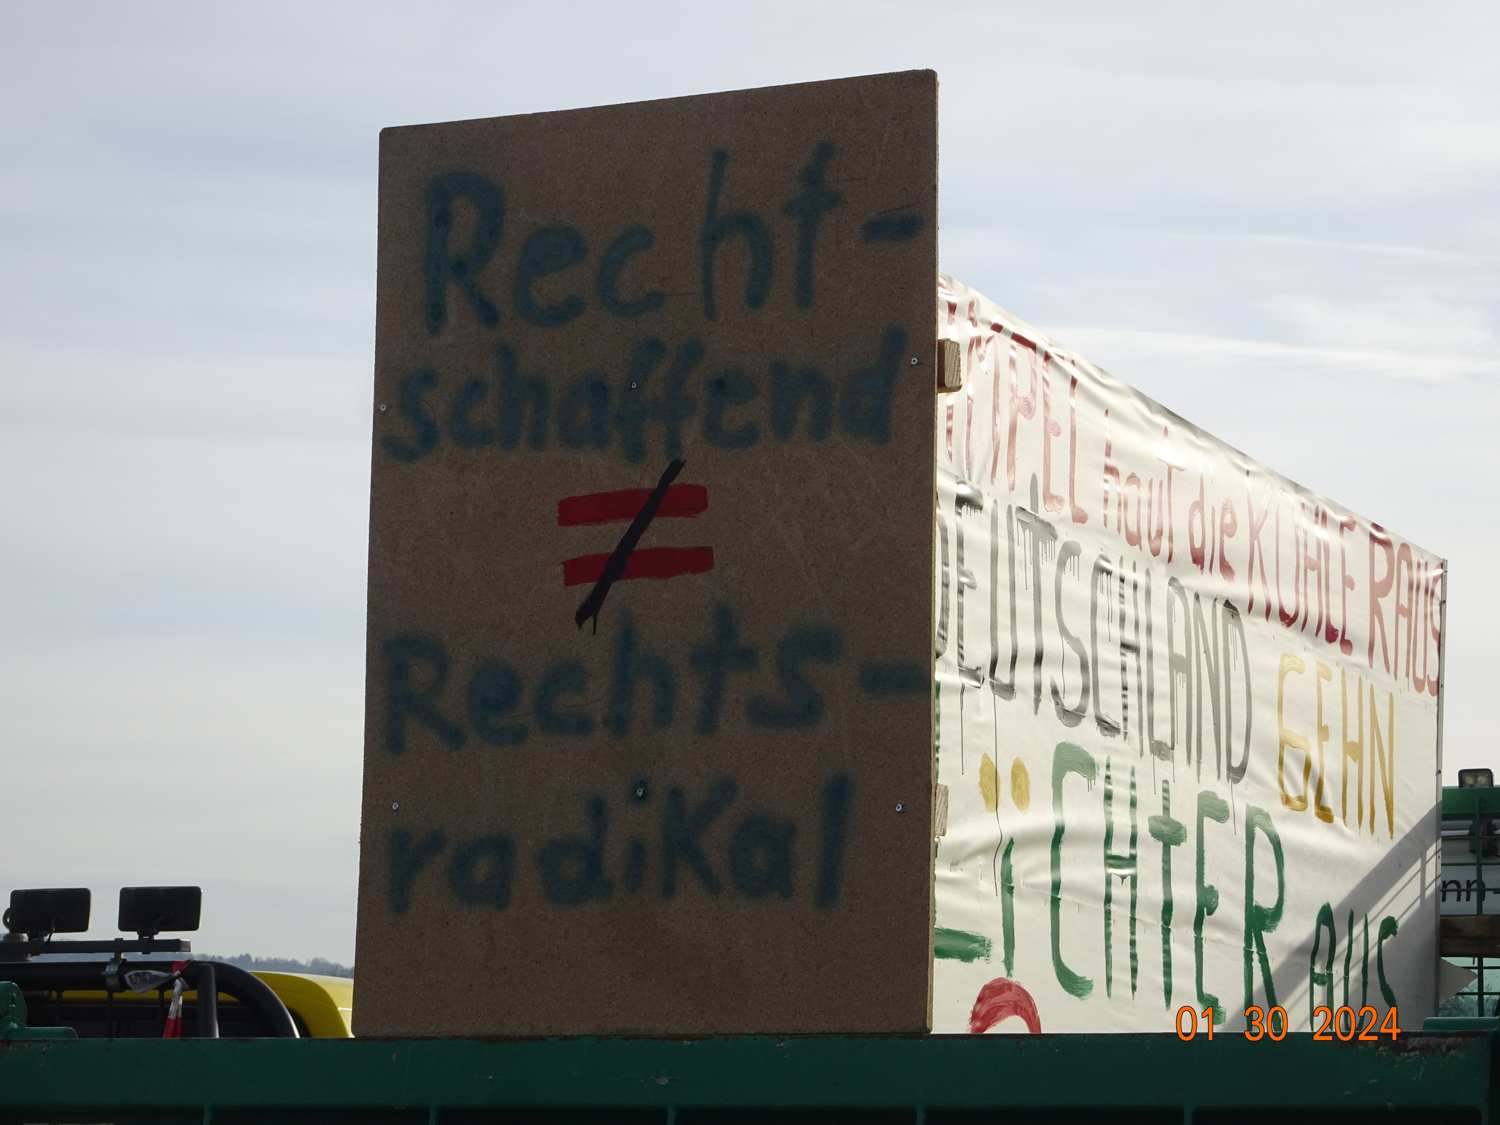 Recht-
schaffend
≠
Rechts-
radikal
haut die KOHLE RAUS
DEUTSCHLAND GEHN
LiCHTER AUS
01 30 2024